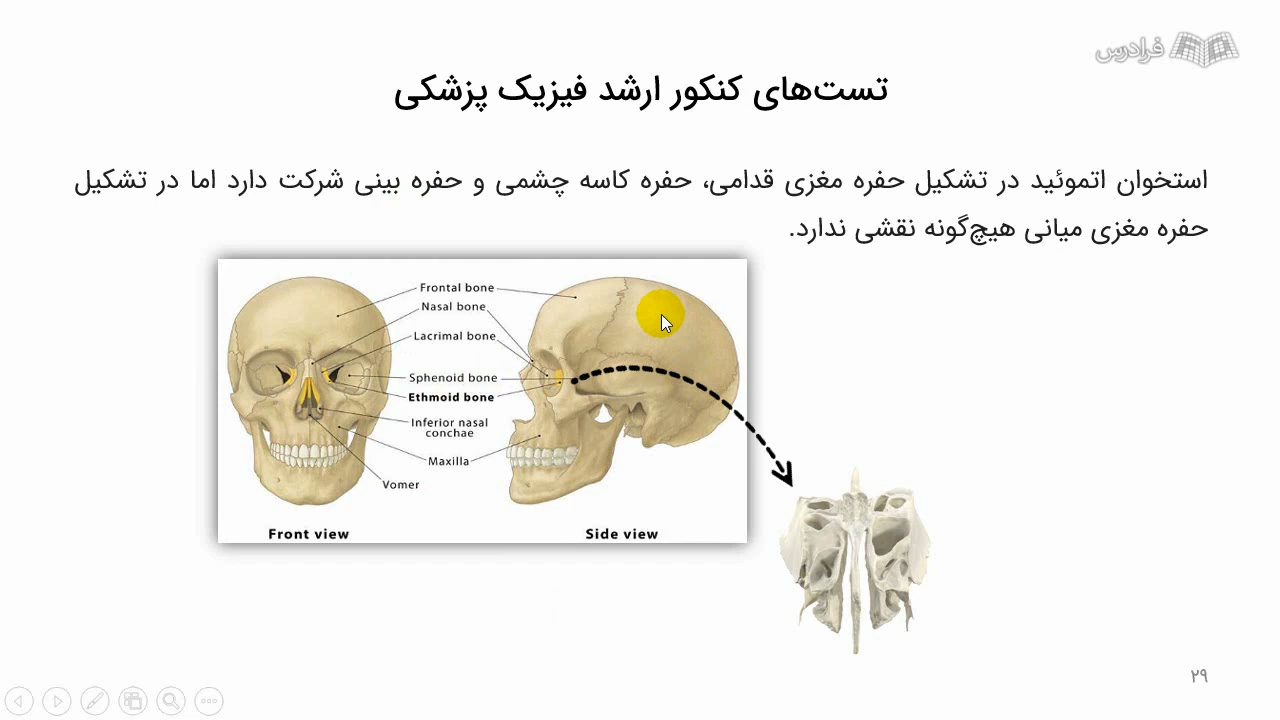 فرادرس
تست‌های کنکور ارشد فیزیک پزشکی
استخوان اتموئید در تشکیل حفره مغزی قدامی، حفره کاسه چشمی و حفره بینی شرکت دارد اما در تشکیل
حفره مغزی میانی هیچ‌گونه نقشی ندارد.
Frontal bone
Nasal bone
Lacrimal bone
Sphenoid bone
Ethmoid bone
Inferior nasal
conchae
Maxilla
Vomer
Front view
Side view
۲۹